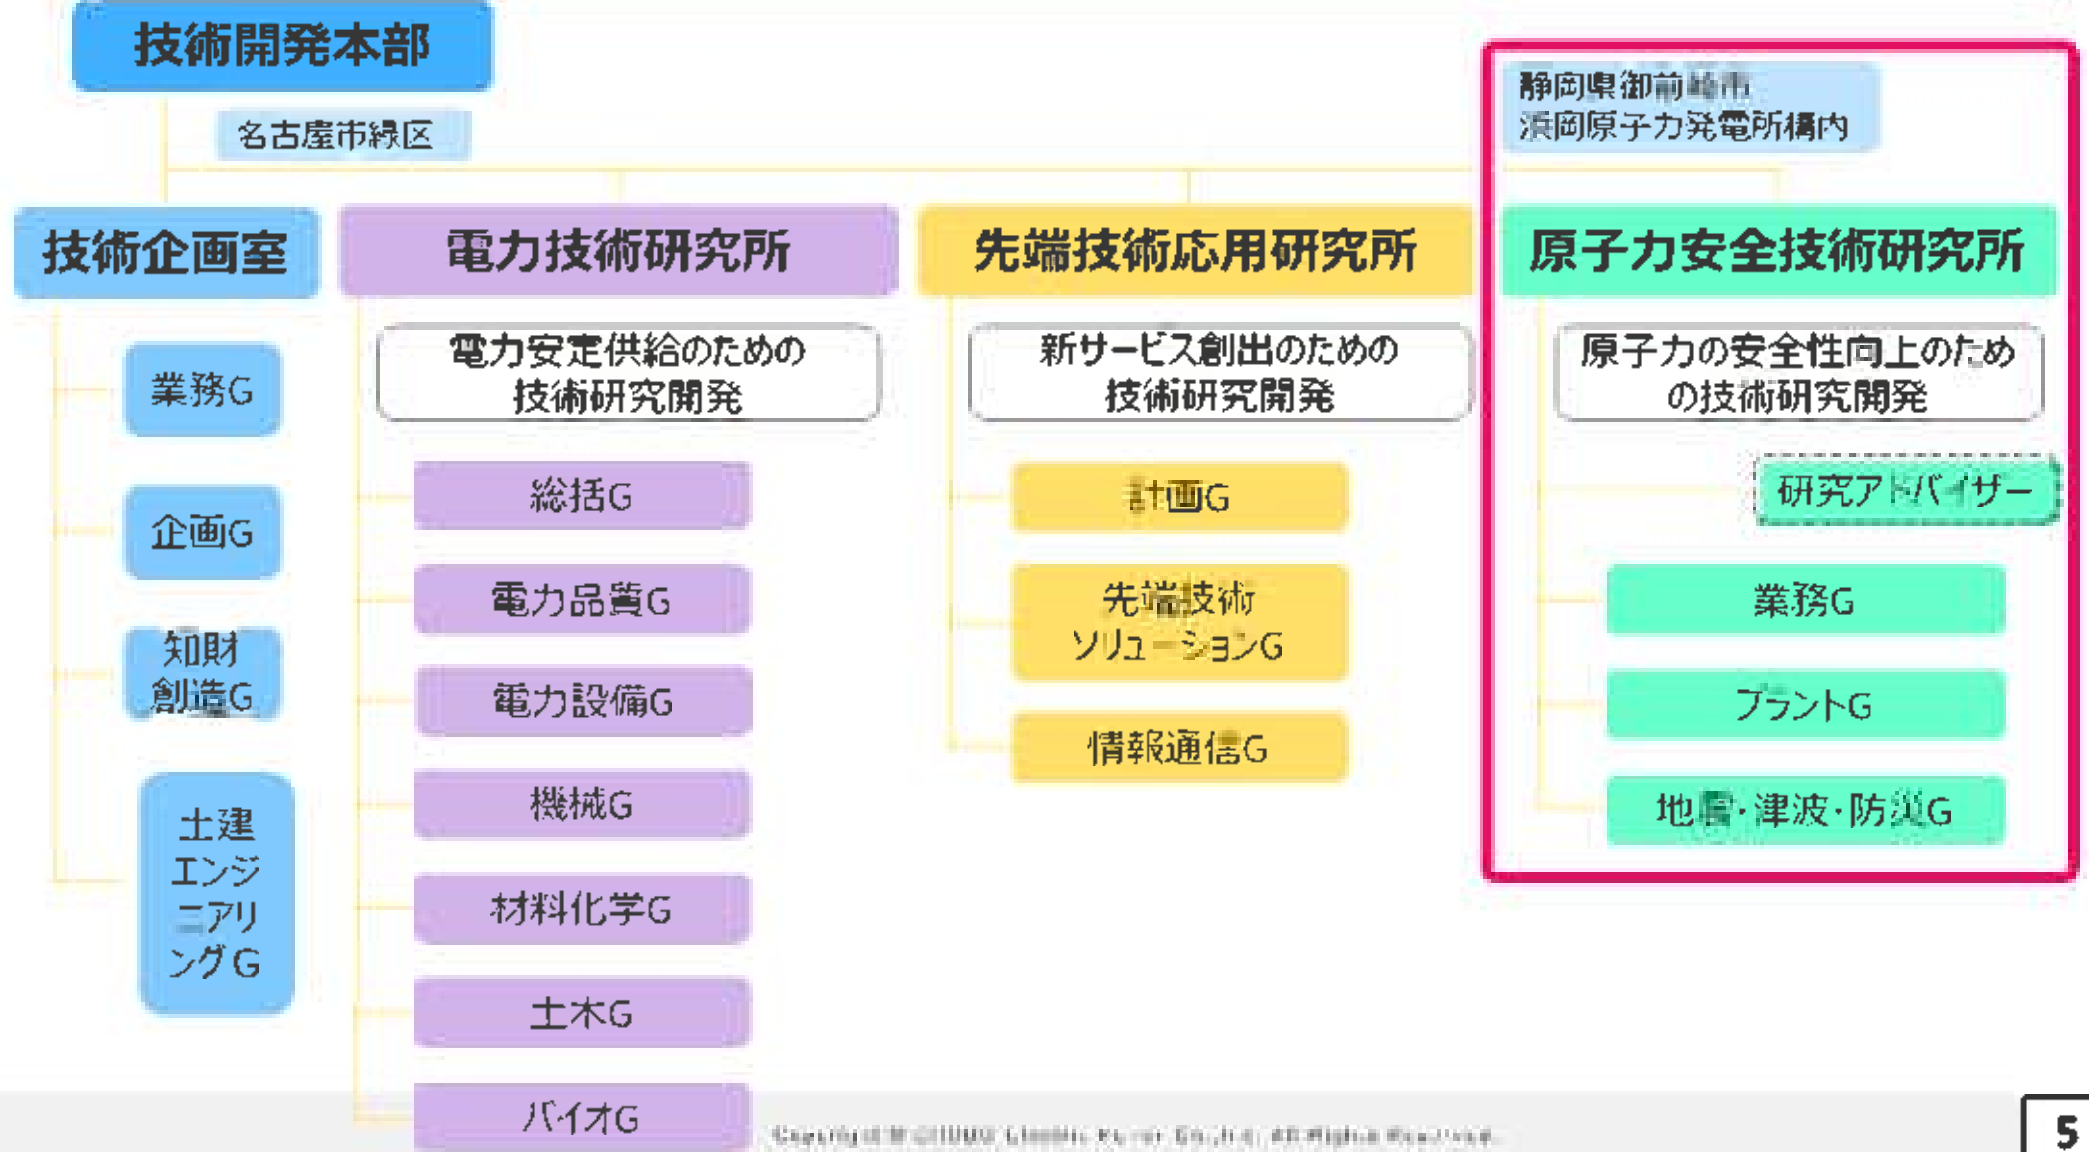 技術開発本部
名古屋市緑区
静岡県御前崎市
浜岡原子力発電所構内
技術企画室
業務G
企画G
知財
創造G
土建
エンジ
ニアリ
ングG
電力技術研究所
電力安定供給のための
技術研究開発
総括G
電力品質G
電力設備G
機械G
材料化学G
土木G
バイオG
先端技術応用研究所
新サービス創出のための
技術研究開発
計画G
先端技術
ソリューションG
情報通信G
原子力安全技術研究所
原子力の安全性向上のため
の技術研究開発
研究アドバイザー
業務G
プラントG
地震・津波・防災G
Copyright © CHUBU Electric Power Co.,Inc. All Rights Reserved.
5